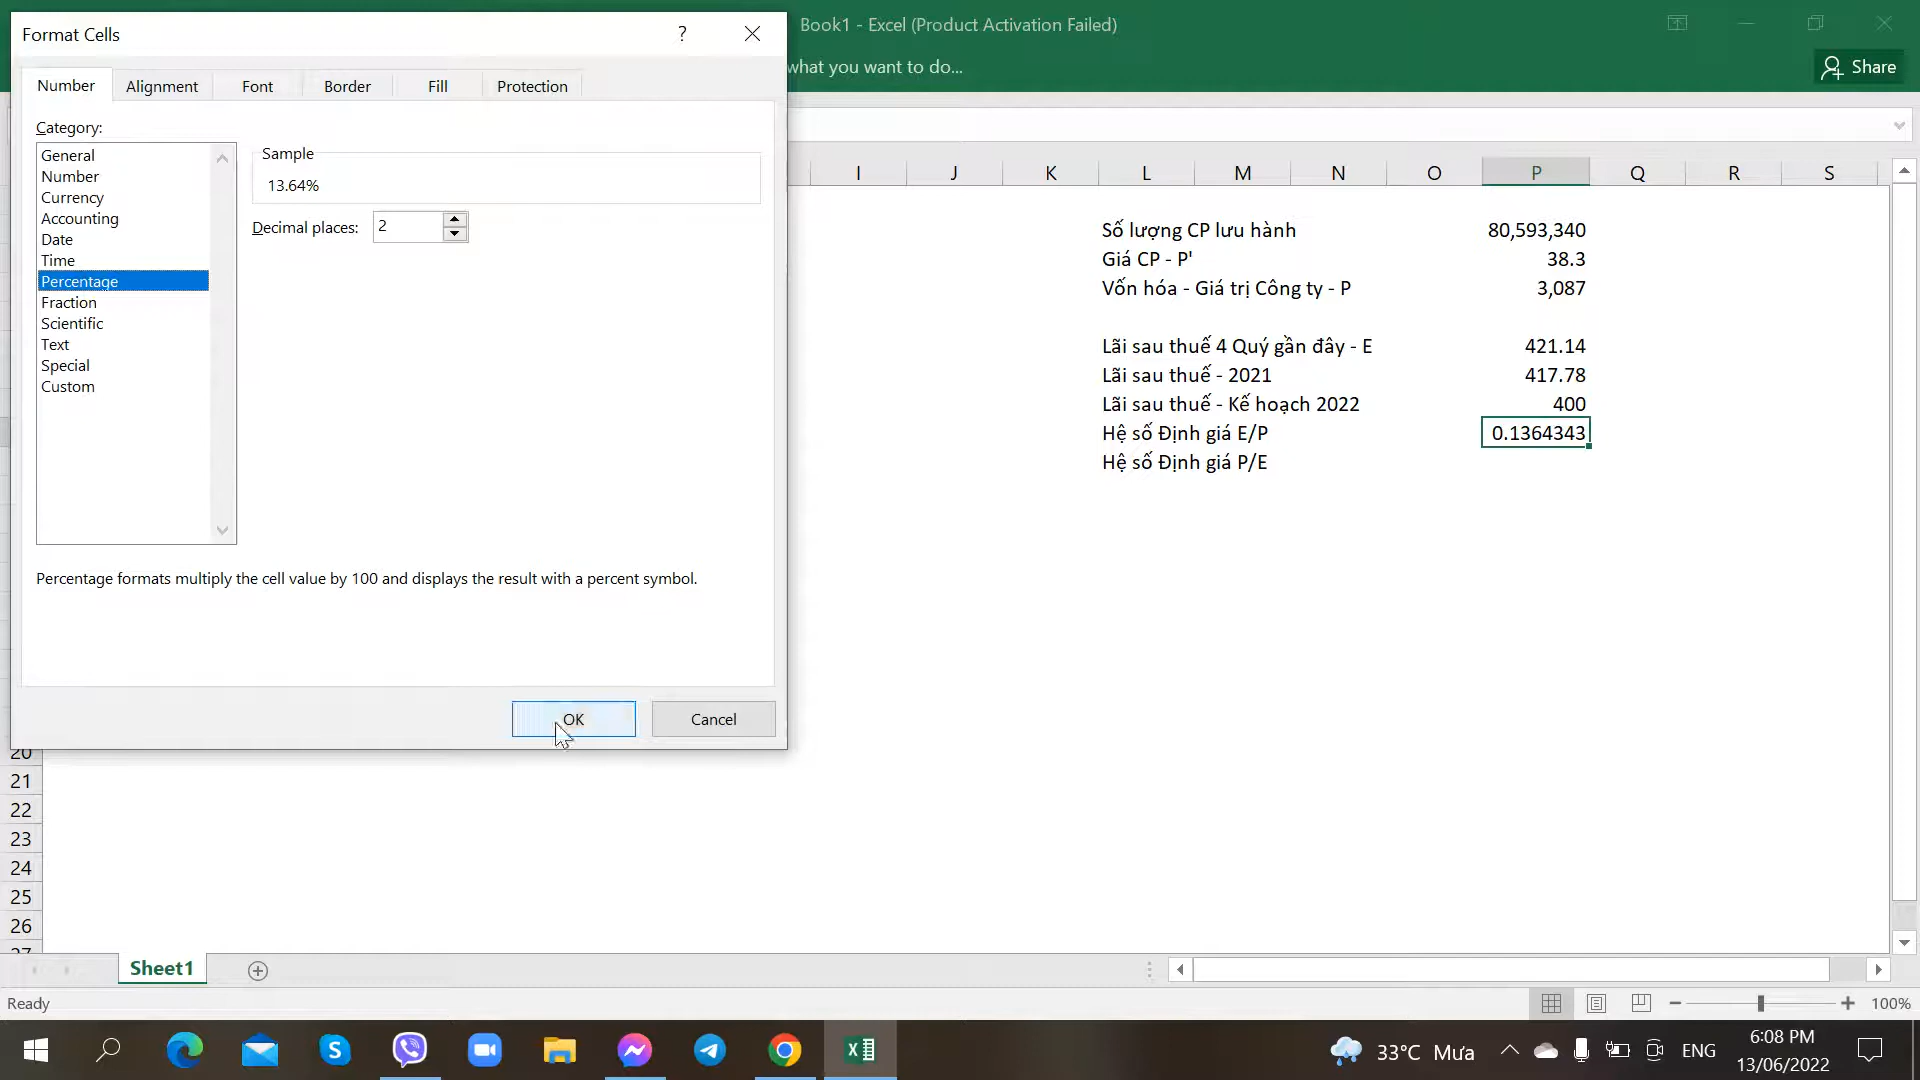 Format Cells
?
Book1 - Excel (Product Activation Failed)
what you want to do...
Share
Number
Alignment
Font
Border
Fill
Protection
Category:
General
Number
Currency
Accounting
Date
Time
Percentage
Fraction
Scientific
Text
Special
Custom
Sample
13.64%
Decimal places:
2
Percentage formats multiply the cell value by 100 and displays the result with a percent symbol.
OK
Cancel
I J K L M N O P Q R S
Số lượng CP lưu hành 80,593,340
Giá CP - P' 38.3
Vốn hóa - Giá trị Công ty - P 3,087
Lãi sau thuế 4 Quý gần đây - E 421.14
Lãi sau thuế - 2021 417.78
Lãi sau thuế - Kế hoạch 2022 400
Hệ số Định giá E/P 0.1364343
Hệ số Định giá P/E
20
21
22
23
24
25
26
27
Sheet1
Ready
100%
33°C Mưa
ENG
6:08 PM
13/06/2022